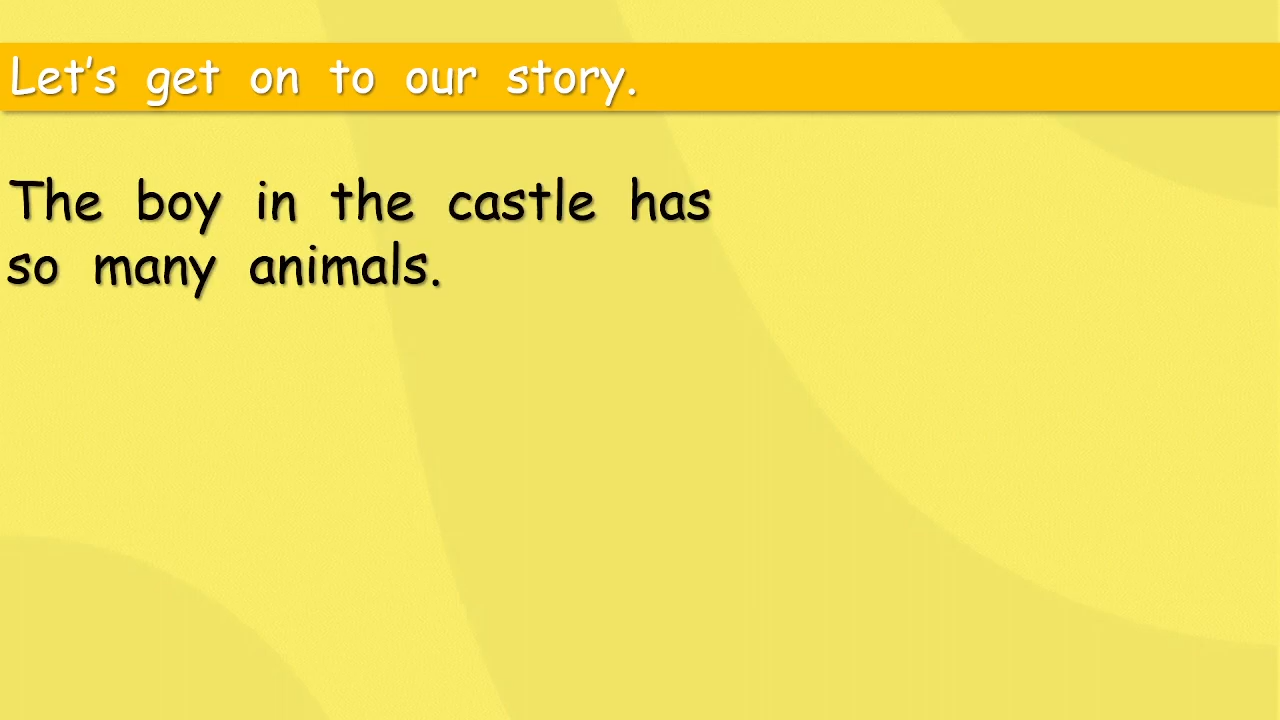 Let's get on to our story.
The boy in the castle has
so many animals.